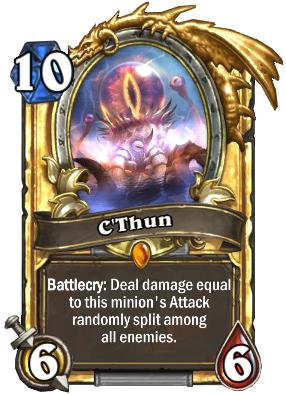 10
C'Thun
Battlecry: Deal damage equal
to this minion's Attack
randomly split among
all enemies.
6
6